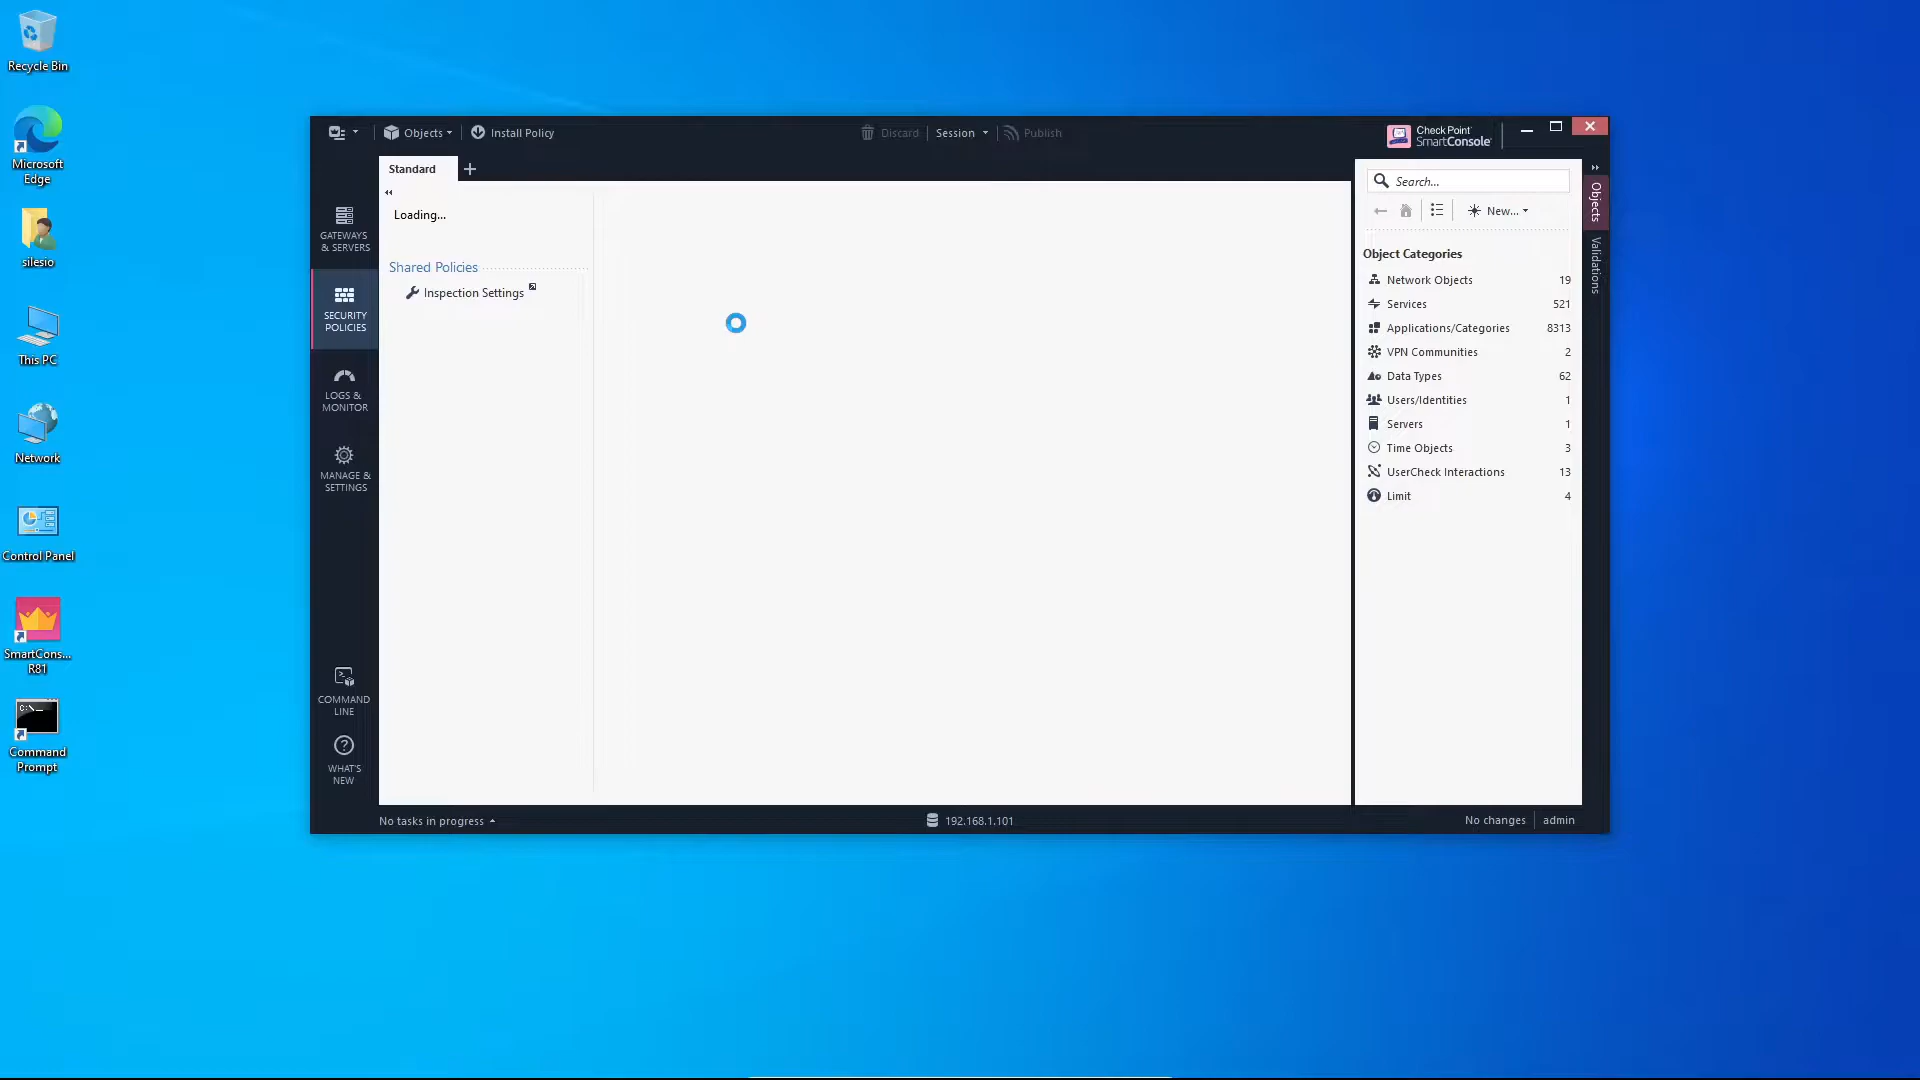 Recycle Bin
Microsoft
Edge
silesio
This PC
Network
Control Panel
SmartCons...
R81
C:\_
Command
Prompt
Objects
Install Policy
Discard
Session
Publish
Check Point
SmartConsole
Standard
Loading...
Shared Policies
Inspection Settings
GATEWAYS
& SERVERS
SECURITY
POLICIES
LOGS &
MONITOR
MANAGE &
SETTINGS
COMMAND
LINE
WHAT'S
NEW
Search...
New...
Object Categories
Network Objects 19
Services 521
Applications/Categories 8313
VPN Communities 2
Data Types 62
Users/Identities 1
Servers 1
Time Objects 3
UserCheck Interactions 13
Limit 4
Objects
Validations
No tasks in progress
192.168.1.101
No changes
admin